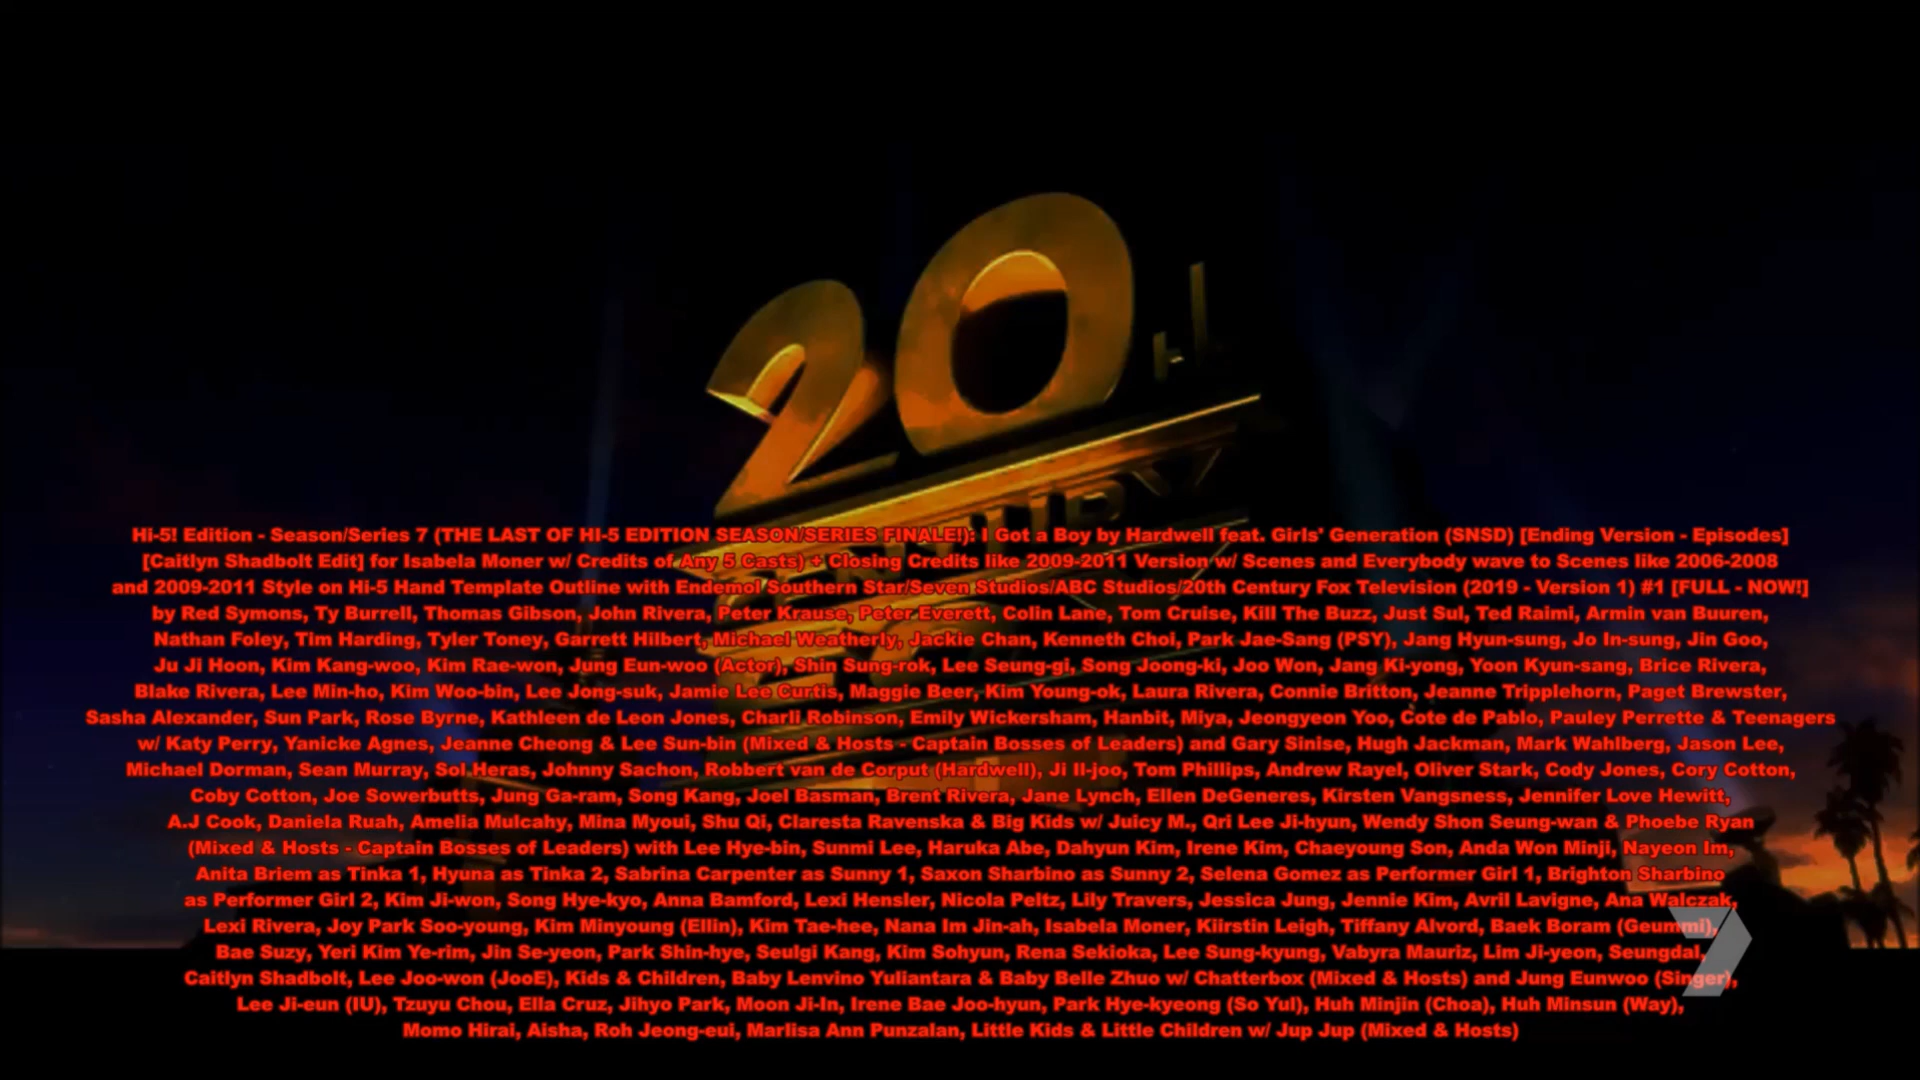 20TH
CENTURY
FOX
Hi-5! Edition - Season/Series 7 (THE LAST OF HI-5 EDITION SEASON/SERIES FINALE!): I Got a Boy by Hardwell feat. Girls' Generation (SNSD) [Ending Version - Episodes]
[Caitlyn Shadbolt Edit] for Isabela Moner w/ Credits of Any 5 Casts) + Closing Credits like 2009-2011 Version w/ Scenes and Everybody wave to Scenes like 2006-2008
and 2009-2011 Style on Hi-5 Hand Template Outline with Endemol Southern Star/Seven Studios/ABC Studios/20th Century Fox Television (2019 - Version 1) #1 [FULL - NOW!]
by Red Symons, Ty Burrell, Thomas Gibson, John Rivera, Peter Krause, Peter Everett, Colin Lane, Tom Cruise, Kill The Buzz, Just Sul, Ted Raimi, Armin van Buuren,
Nathan Foley, Tim Harding, Tyler Toney, Garrett Hilbert, Michael Weatherly, Jackie Chan, Kenneth Choi, Park Jae-Sang (PSY), Jang Hyun-sung, Jo In-sung, Jin Goo,
Ju Ji Hoon, Kim Kang-woo, Kim Rae-won, Jung Eun-woo (Actor), Shin Sung-rok, Lee Seung-gi, Song Joong-ki, Joo Won, Jang Ki-yong, Yoon Kyun-sang, Brice Rivera,
Blake Rivera, Lee Min-ho, Kim Woo-bin, Lee Jong-suk, Jamie Lee Curtis, Maggie Beer, Kim Young-ok, Laura Rivera, Connie Britton, Jeanne Tripplehorn, Paget Brewster,
Sasha Alexander, Sun Park, Rose Byrne, Kathleen de Leon Jones, Charli Robinson, Emily Wickersham, Hanbit, Miya, Jeongyeon Yoo, Cote de Pablo, Pauley Perrette & Teenagers
w/ Katy Perry, Yanicke Agnes, Jeanne Cheong & Lee Sun-bin (Mixed & Hosts - Captain Bosses of Leaders) and Gary Sinise, Hugh Jackman, Mark Wahlberg, Jason Lee,
Michael Dorman, Sean Murray, Sol Heras, Johnny Sachon, Robbert van de Corput (Hardwell), Ji Il-joo, Tom Phillips, Andrew Rayel, Oliver Stark, Cody Jones, Cory Cotton,
Coby Cotton, Joe Sowerbutts, Jung Ga-ram, Song Kang, Joel Basman, Brent Rivera, Jane Lynch, Ellen DeGeneres, Kirsten Vangsness, Jennifer Love Hewitt,
A.J Cook, Daniela Ruah, Amelia Mulcahy, Mina Myoui, Shu Qi, Claresta Ravenska & Big Kids w/ Juicy M., Qri Lee Ji-hyun, Wendy Shon Seung-wan & Phoebe Ryan
(Mixed & Hosts - Captain Bosses of Leaders) with Lee Hye-bin, Sunmi Lee, Haruka Abe, Dahyun Kim, Irene Kim, Chaeyoung Son, Anda Won Minji, Nayeon Im,
Anita Briem as Tinka 1, Hyuna as Tinka 2, Sabrina Carpenter as Sunny 1, Saxon Sharbino as Sunny 2, Selena Gomez as Performer Girl 1, Brighton Sharbino
as Performer Girl 2, Kim Ji-won, Song Hye-kyo, Anna Bamford, Lexi Hensler, Nicola Peltz, Lily Travers, Jessica Jung, Jennie Kim, Avril Lavigne, Ana Walczak,
Lexi Rivera, Joy Park Soo-young, Kim Minyoung (Ellin), Kim Tae-hee, Nana Im Jin-ah, Isabela Moner, Kiirstin Leigh, Tiffany Alvord, Baek Boram (Geummi),
Bae Suzy, Yeri Kim Ye-rim, Jin Se-yeon, Park Shin-hye, Seulgi Kang, Kim Sohyun, Rena Sekioka, Lee Sung-kyung, Vabyra Mauriz, Lim Ji-yeon, Seungdai,
Caitlyn Shadbolt, Lee Joo-won (JooE), Kids & Children, Baby Lenvino Yuliantara & Baby Belle Zhuo w/ Chatterbox (Mixed & Hosts) and Jung Eunwoo (Singer),
Lee Ji-eun (IU), Tzuyu Chou, Ella Cruz, Jihyo Park, Moon Ji-In, Irene Bae Joo-hyun, Park Hye-kyeong (So Yul), Huh Minjin (Choa), Huh Minsun (Way),
Momo Hirai, Aisha, Roh Jeong-eui, Marlisa Ann Punzalan, Little Kids & Little Children w/ Jup Jup (Mixed & Hosts)